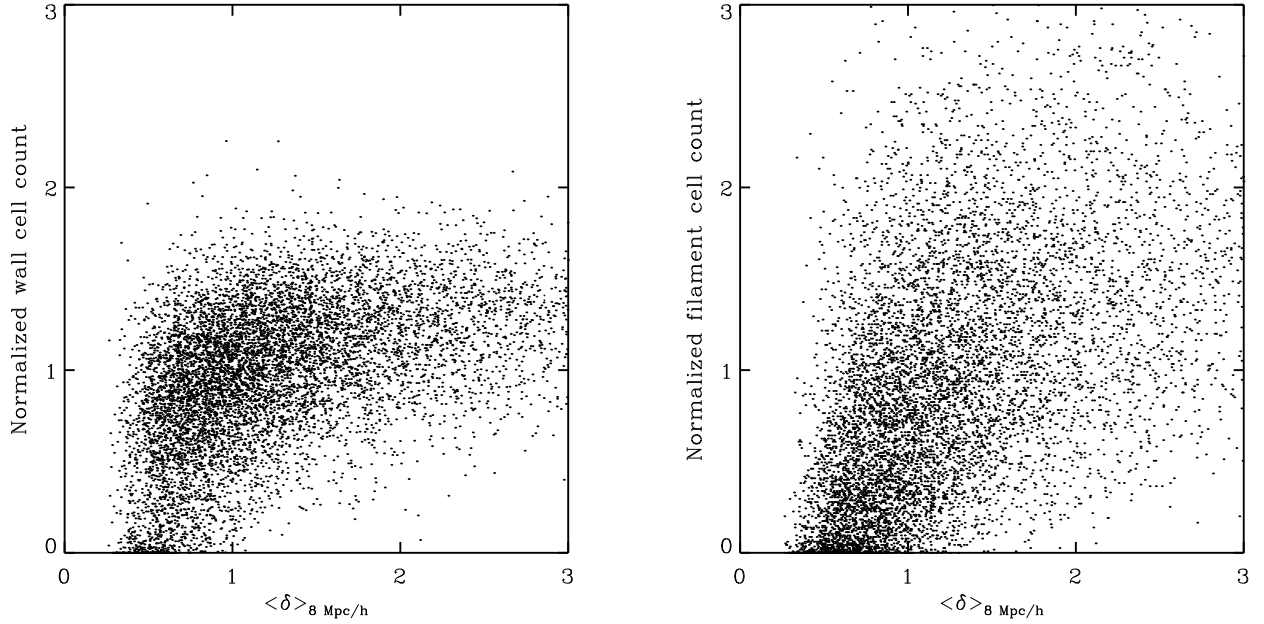 3
2
1
0
Normalized wall cell count
0 1 2 3
<δ>8 Mpc/h
3
2
1
0
Normalized filament cell count
0 1 2 3
<δ>8 Mpc/h